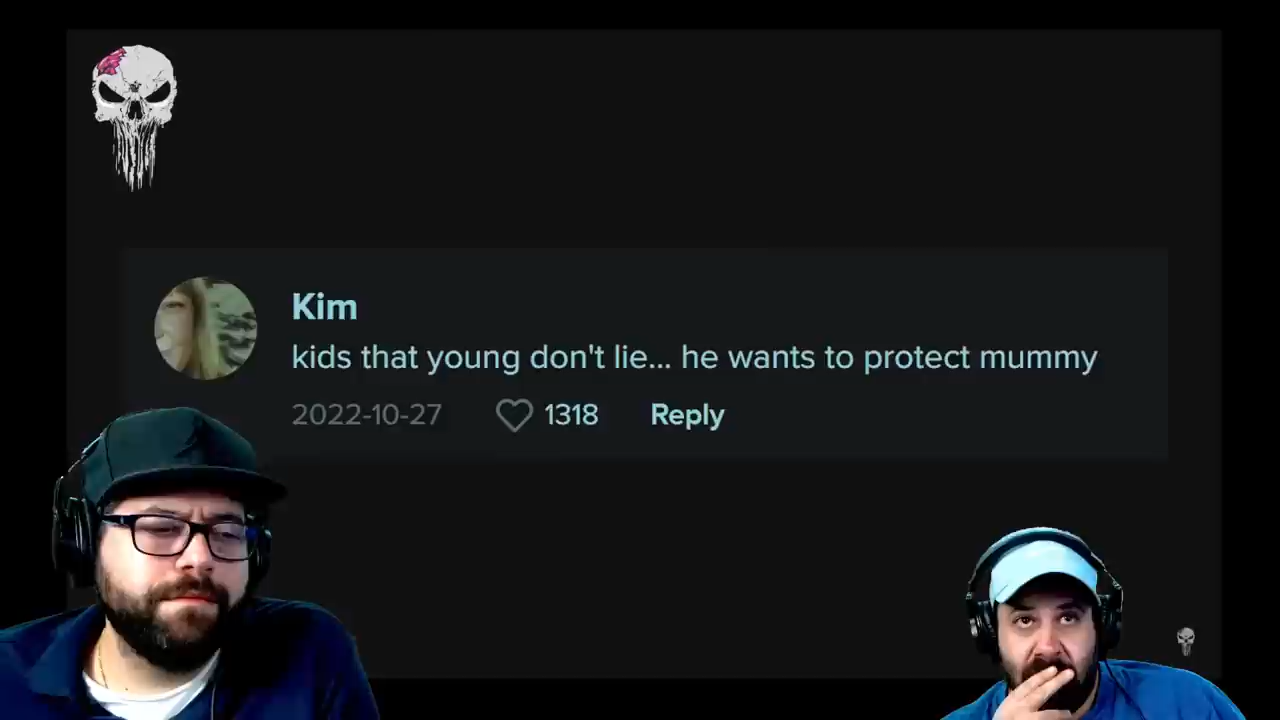 Kim
kids that young don't lie... he wants to protect mummy
2022-10-27 1318 Reply